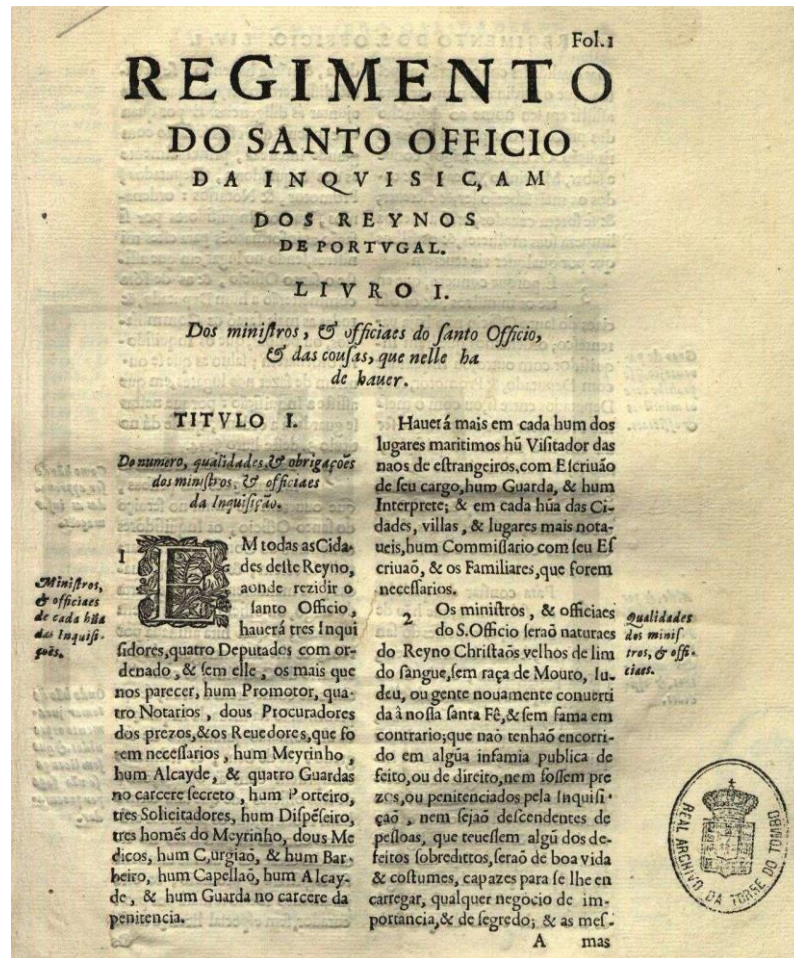 Fol.1
REGIMENTO
DO SANTO OFFICIO
DA INQVISIC,AM
DOS REYNOS
DE PORTVGAL.
LIVRO I.
Dos miniſtros, & officiaes do ſanto Officio,
& das couſas, que nelle ha
de hauer.
TITVLO I.
Do numero, qualidades, & obrigações
dos miniſtros, & officiaes
da Inquiſição.
Miniſtros,
& officiaes
de cada hũa
das Inquiſi-
ções.
1 EM todas as Cida-
des deſte Reyno,
aonde rezidir o
ſanto Officio,
hauerá tres Inqui
ſidores,quatro Deputados com or-
denado, & ſem elle, os mais que
nos parecer, hum Promotor, qua-
tro Notarios, dous Procuradores
dos prezos,&os Reuedores,que fo
rem neceſſarios, hum Meyrinho,
hum Alcayde, & quatro Guardas
no carcere ſecreto, hum Porteiro,
tres Solicitadores, hum Diſpẽſeiro,
tres homẽs do Meyrinho, dous Me
dicos, hum C,urgiaõ, & hum Bar-
beiro, hum Capellaõ, hum Alcay-
de, & hum Guarda no carcere da
penitencia.
Hauerá mais em cada hum dos
lugares maritimos hũ Viſitador das
naos de eſtrangeiros,com Eſcriuaõ
de ſeu cargo,hum Guarda, & hum
Interprete; & em cada hũa das Ci-
dades, villas, & lugares mais nota-
ueis,hum Commiſſario com ſeu Eſ
criuaõ, & os Familiares,que forem
neceſſarios.
2 Os miniſtros, & officiaes
do S.Officio ſeraõ naturaes
do Reyno Chriſtaõs velhos de lim
do ſangue,ſem raça de Mouro, Iu-
deu, ou gente nouamente conuerti
da à noſſa ſanta Fê,& ſem fama em
contrario;que naõ tenhaõ encorri-
do em algũa infamia publica de
feito,ou de direito,nem foſſem pre
zos,ou penitenciados pela Inquiſi-
çaõ, nem ſejaõ deſcendentes de
peſſoas, que teueſſem algũ dos de-
feitos ſobredittos,ſeraõ de boa vida
& coſtumes, capazes para ſe lhe en
carregar, qualquer negocio de im-
portancia,& de ſegredo; & as meſ-
A mas
Qualidades
dos miniſ
tros, & offi-
ciaes.
REAL ARCHIVO DA TORRE DO TOMBO